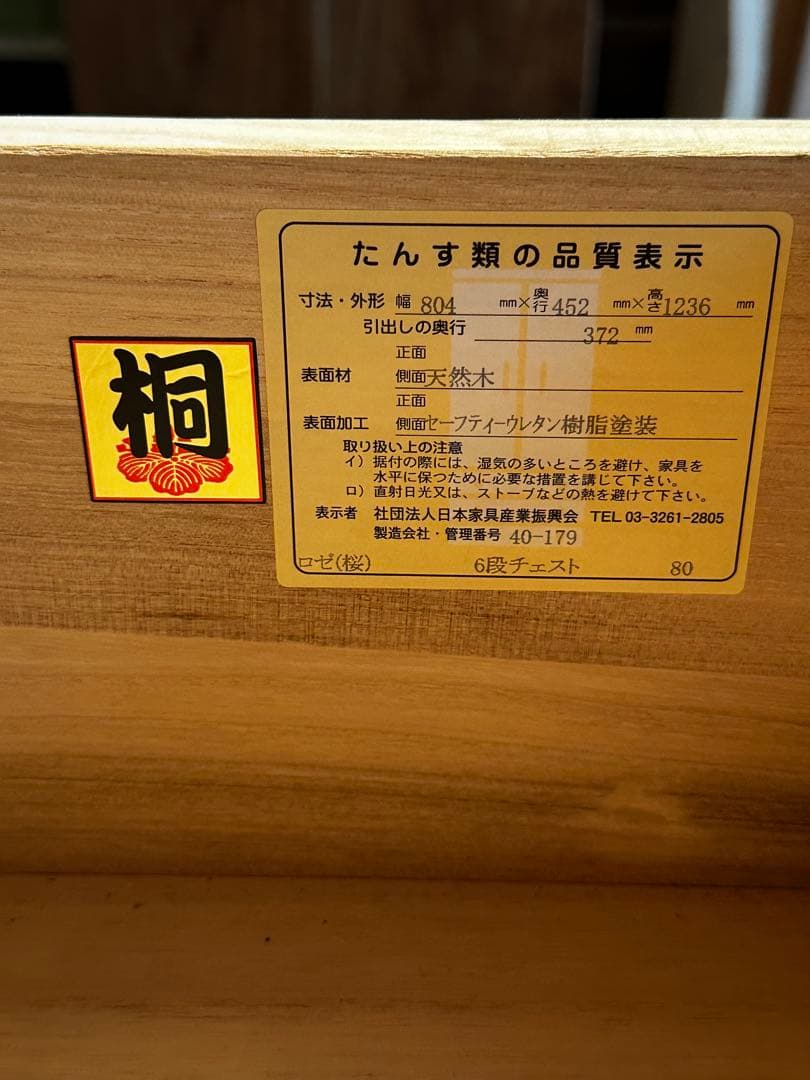 桐
たんす類の品質表示
寸法・外形 幅 804 mm×奥行 452 mm×高さ 1236 mm
引出しの奥行 372 mm
正面
表面材 側面 天然木
正面
表面加工 側面 セーフティーウレタン樹脂塗装
取り扱い上の注意
イ）据付の際には、湿気の多いところを避け、家具を
水平に保つために必要な措置を講じて下さい。
ロ）直射日光又は、ストーブなどの熱を避けて下さい。
表示者 社団法人日本家具産業振興会 TEL 03-3261-2805
製造会社・管理番号 40-179
ロゼ(桜) 6段チェスト 80